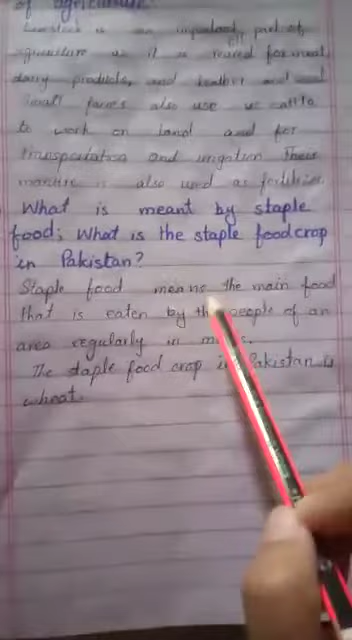 of agriculture.
Livestock is an important part of
agriculture as it is reared for meat,
dairy products, and leather and wool
small farms also use us cattle
to work on land and for
transportation and irrigation Their
manure is also used as fertilizer.
What is meant by staple
food; What is the staple food crop
in Pakistan?
Staple food means the main food
that is eaten by the people of an
area regularly in
The staple food crop in Pakistan is
wheat.